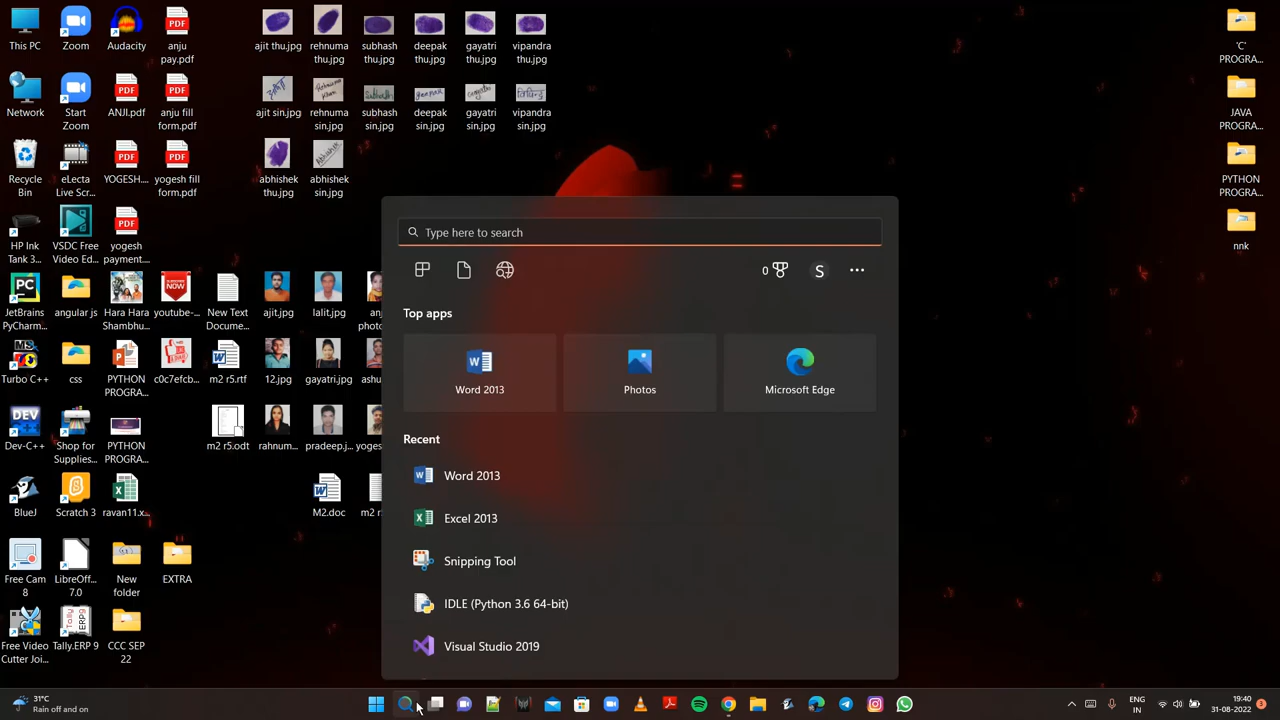 This PC
Zoom
Audacity
anju
pay.pdf
ajit thu.jpg
rehnuma
thu.jpg
subhash
thu.jpg
deepak
thu.jpg
gayatri
thu.jpg
vipandra
thu.jpg
'C'
PROGRA...
Network
Start
Zoom
ANJI.pdf
anju fill
form.pdf
ajit sin.jpg
rehnuma
sin.jpg
subhash
sin.jpg
deepak
sin.jpg
gayatri
sin.jpg
vipandra
sin.jpg
JAVA
PROGRA...
Recycle
Bin
eLecta
Live Scr...
YOGESH....
yogesh fill
form.pdf
abhishek
thu.jpg
abhishek
sin.jpg
PYTHON
PROGRA...
HP Ink
Tank 3...
VSDC Free
Video Ed...
yogesh
payment...
nnk
JetBrains
PyCharm...
angular js
Hara Hara
Shambhu...
youtube-...
New Text
Docume...
ajit.jpg
lalit.jpg
Turbo C++
css
PYTHON
PROGRA...
c0c7efcb...
m2 r5.rtf
12.jpg
gayatri.jpg
Dev-C++
Shop for
Supplies...
PYTHON
PROGRA...
m2 r5.odt
rahnum...
pradeep.j...
BlueJ
Scratch 3
ravan11.x...
M2.doc
Free Cam
8
LibreOff...
7.0
New
folder
EXTRA
Free Video
Cutter Joi...
Tally.ERP 9
CCC SEP
22
Type here to search
0
S
Top apps
Word 2013
Photos
Microsoft Edge
Recent
Word 2013
Excel 2013
Snipping Tool
IDLE (Python 3.6 64-bit)
Visual Studio 2019
31°C
Rain off and on
ENG
IN
19:40
31-08-2022
3